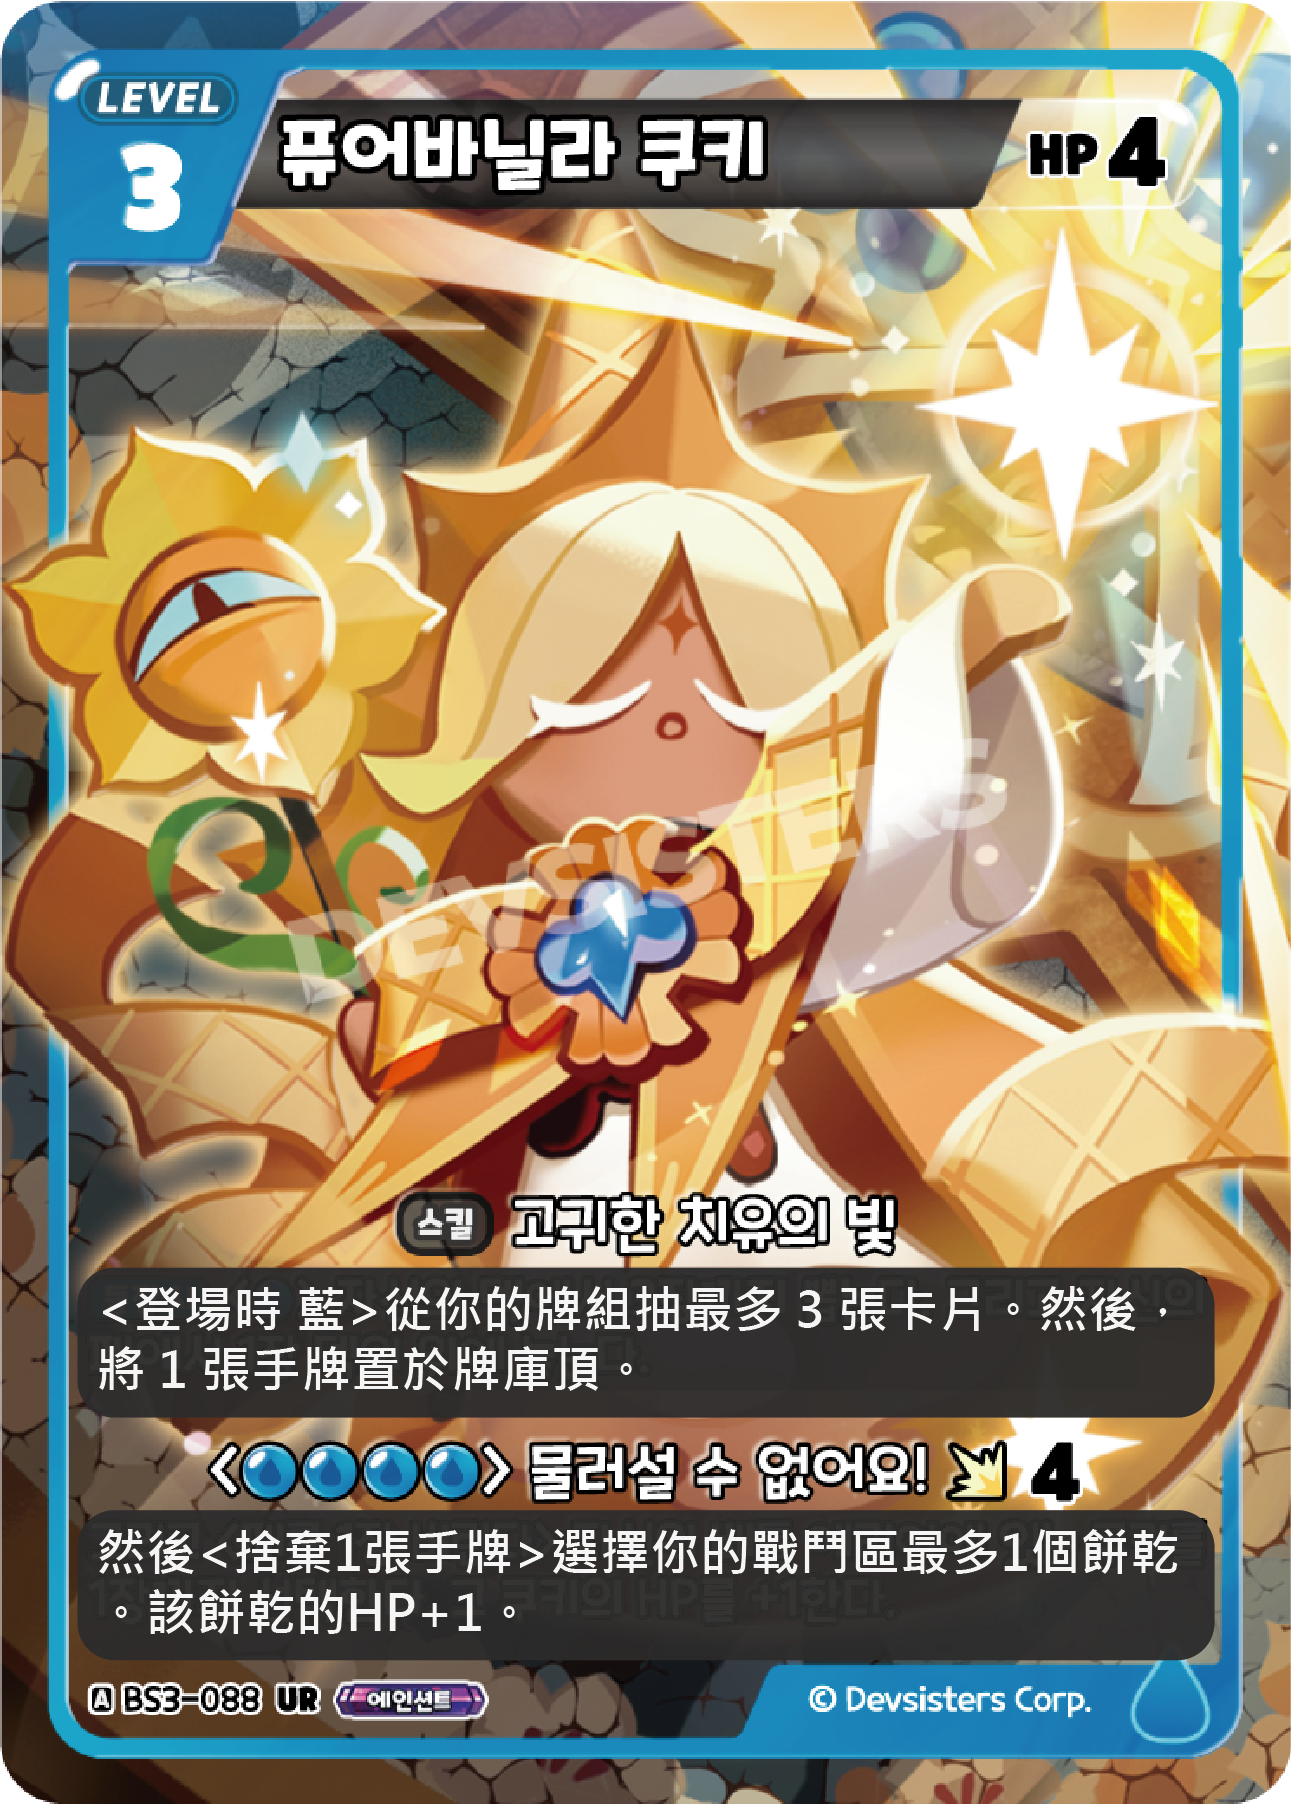 LEVEL
3
퓨어바닐라 쿠키
HP 4
DEVSISTERS
스킬 고귀한 치유의 빛
<登場時 藍>從你的牌組抽最多 3 張卡片。然後，
將 1 張手牌置於牌庫頂。
물러설 수 없어요! 4
然後<捨棄1張手牌>選擇你的戰鬥區最多1個餅乾
。該餅乾的HP+1。
A BS3-088 UR 에인션트
© Devsisters Corp.